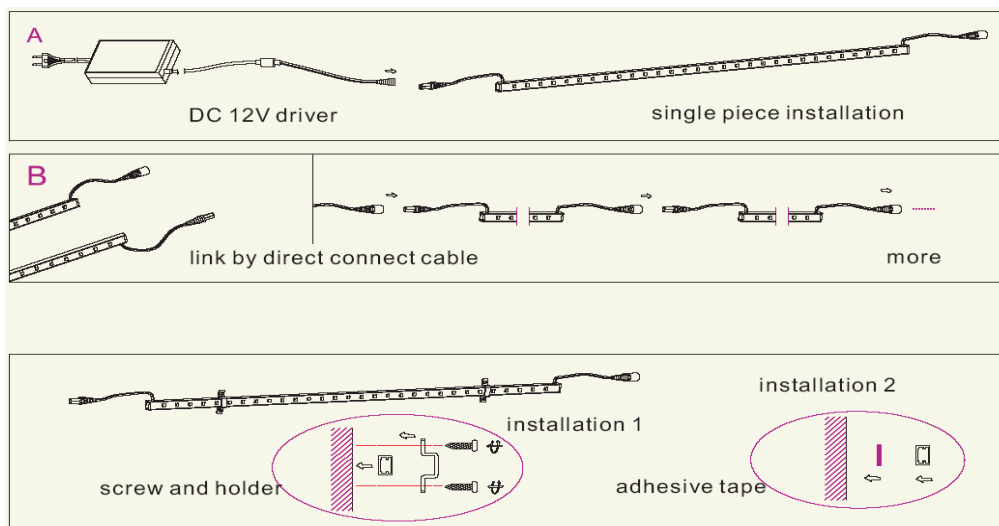 A
DC 12V driver
single piece installation
B
link by direct connect cable
more
installation 1
screw and holder
installation 2
adhesive tape